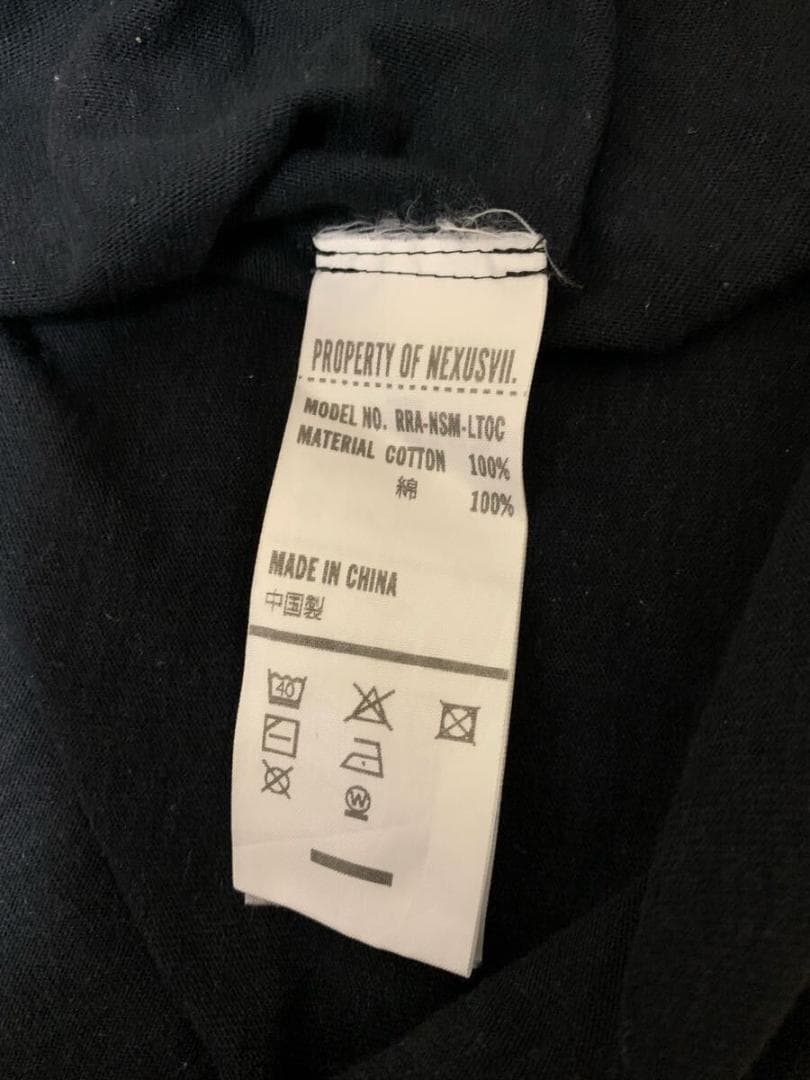 PROPERTY OF NEXUSVII.
MODEL NO. RRA-NSM-LTOC
MATERIAL COTTON 100%
綿 100%
MADE IN CHINA
中国製
40
W